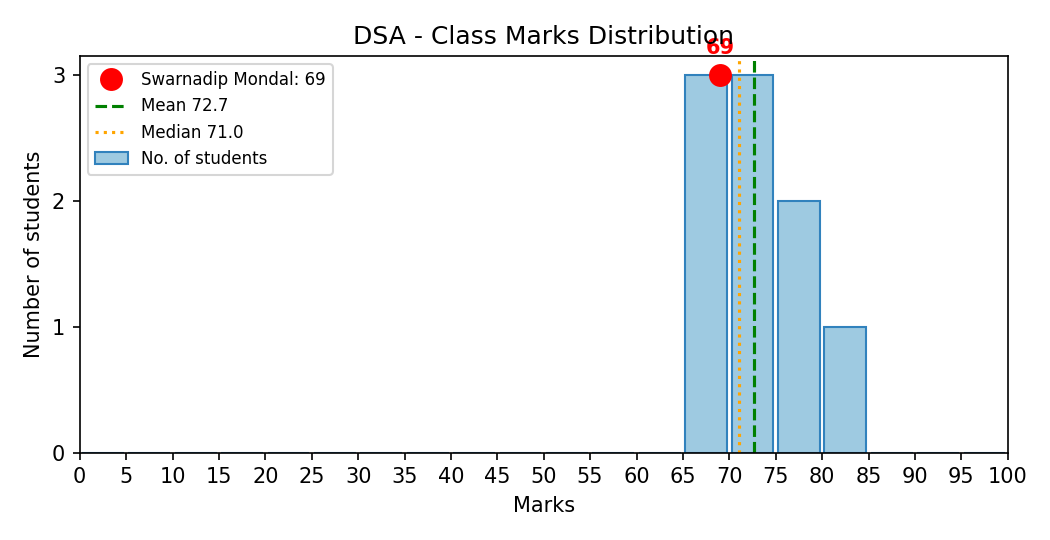 DSA - Class Marks Distribution
69
Swarnadip Mondal: 69
Mean 72.7
Median 71.0
No. of students
Number of students
3
2
1
0
0 5 10 15 20 25 30 35 40 45 50 55 60 65 70 75 80 85 90 95 100
Marks